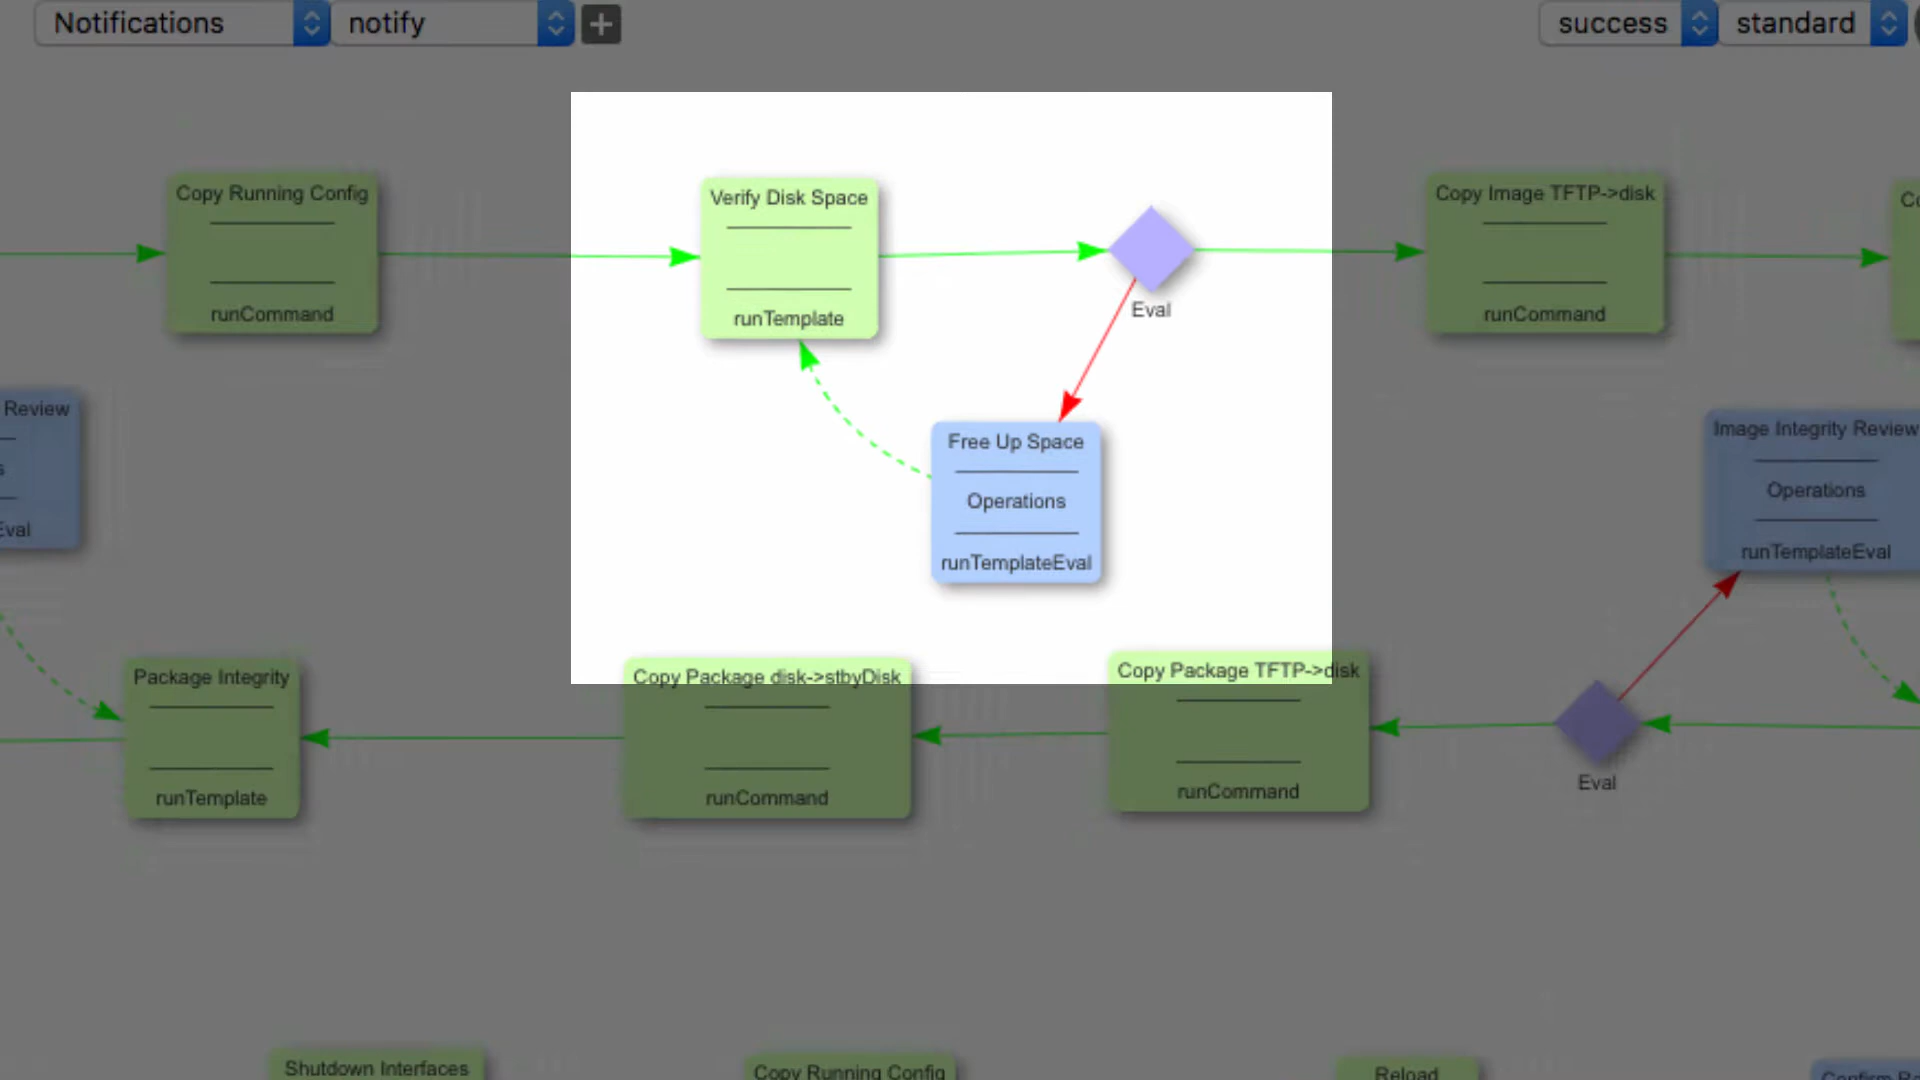 Notifications
notify
success
standard
Copy Running Config
runCommand
Verify Disk Space
runTemplate
Eval
Copy Image TFTP->disk
runCommand
Review
Free Up Space
Operations
runTemplateEval
Image Integrity Review
Operations
runTemplateEval
Package Integrity
runTemplate
Copy Package disk->stbyDisk
runCommand
Copy Package TFTP->disk
runCommand
Eval
Shutdown Interfaces
Copy Running Config
Reload